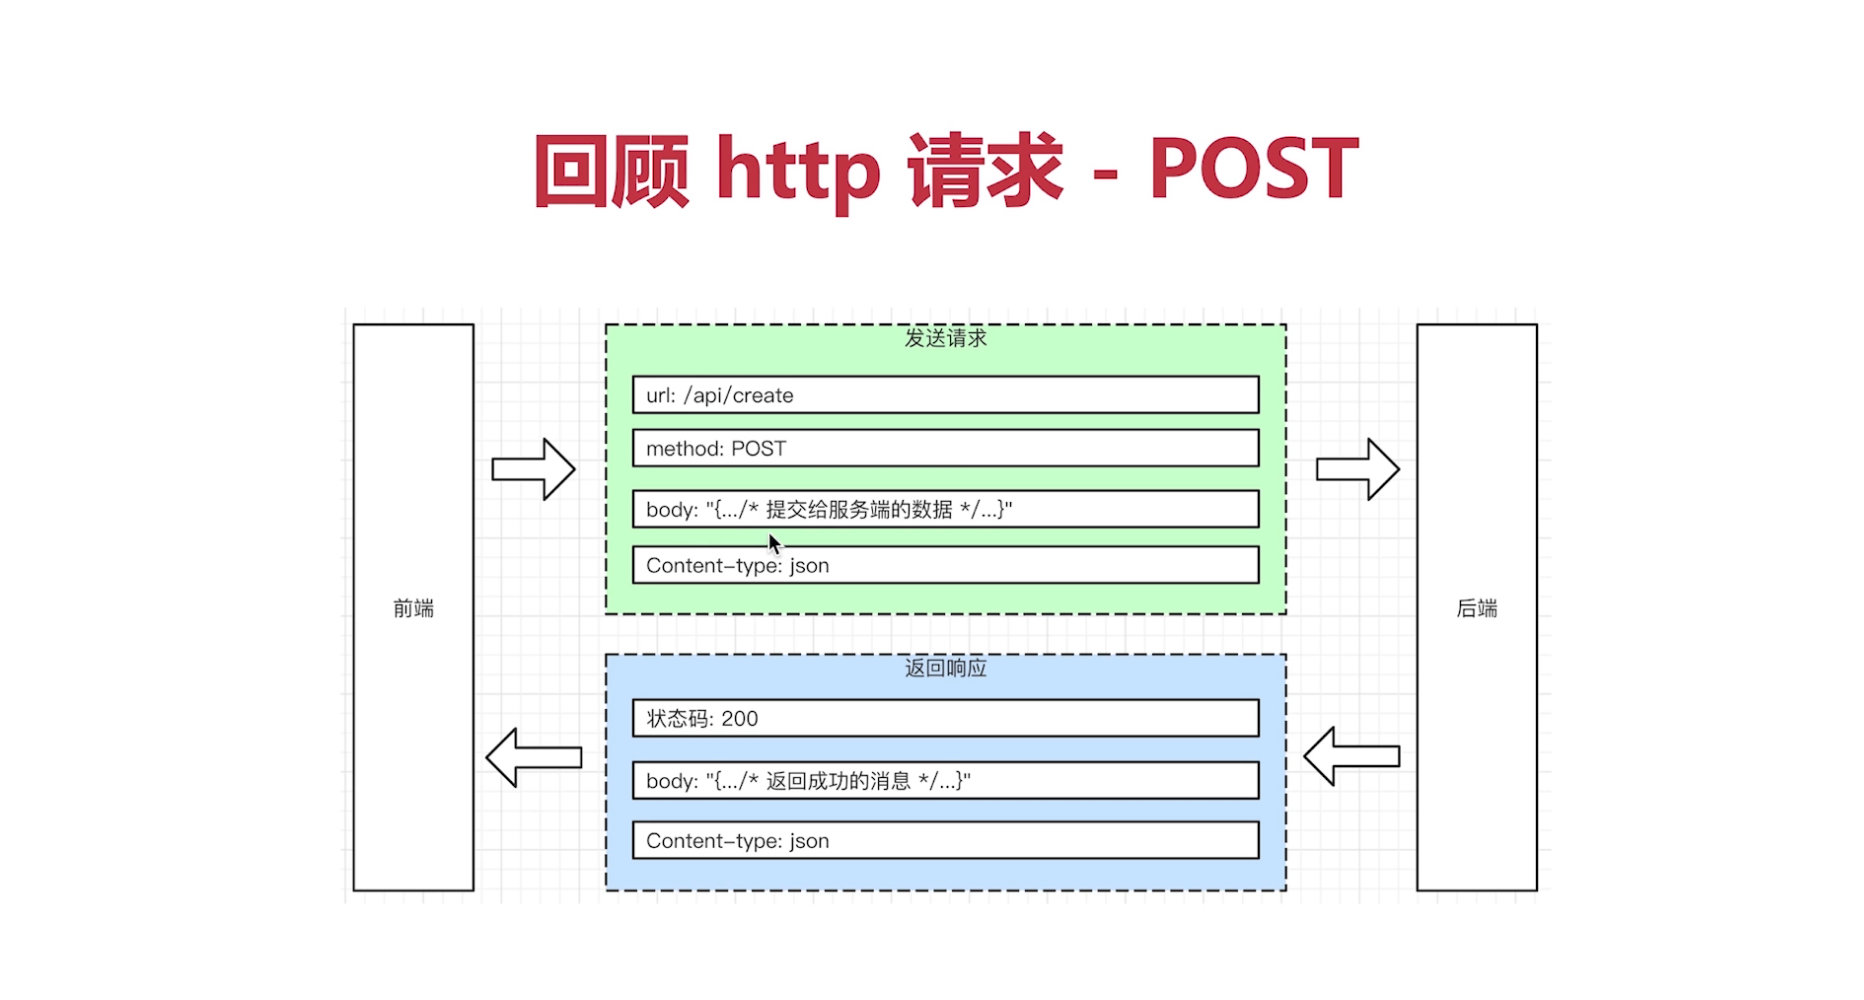 回顾 http 请求 - POST
发送请求
url: /api/create
method: POST
body: "{.../* 提交给服务端的数据 */...}"
Content-type: json
前端
后端
返回响应
状态码: 200
body: "{.../* 返回成功的消息 */...}"
Content-type: json